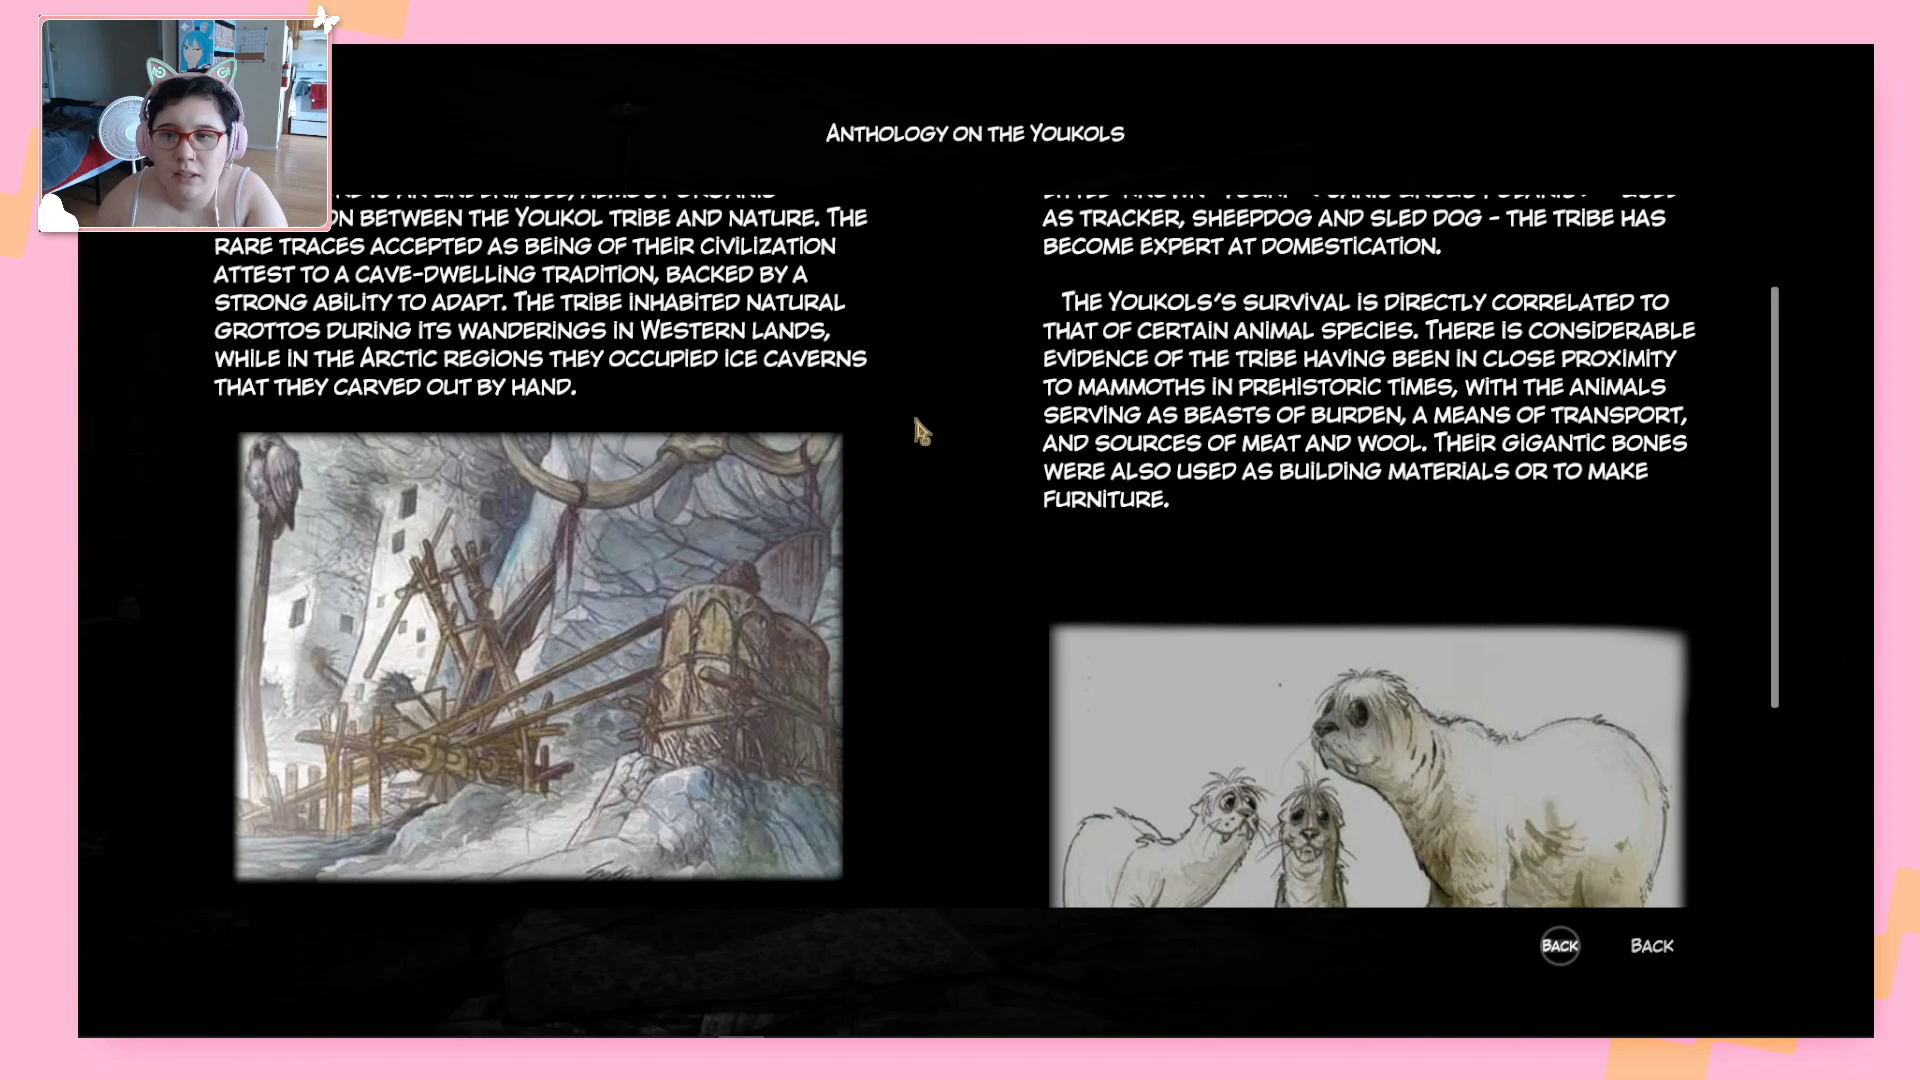 Anthology on the Youkols
on between the Youkol tribe and nature. The
rare traces accepted as being of their civilization
attest to a cave-dwelling tradition, backed by a
strong ability to adapt. The tribe inhabited natural
grottos during its wanderings in Western lands,
while in the Arctic regions they occupied ice caverns
that they carved out by hand.
as tracker, sheepdog and sled dog - the tribe has
become expert at domestication.
The Youkols's survival is directly correlated to
that of certain animal species. There is considerable
evidence of the tribe having been in close proximity
to mammoths in prehistoric times, with the animals
serving as beasts of burden, a means of transport,
and sources of meat and wool. Their gigantic bones
were also used as building materials or to make
furniture.
Back
Back